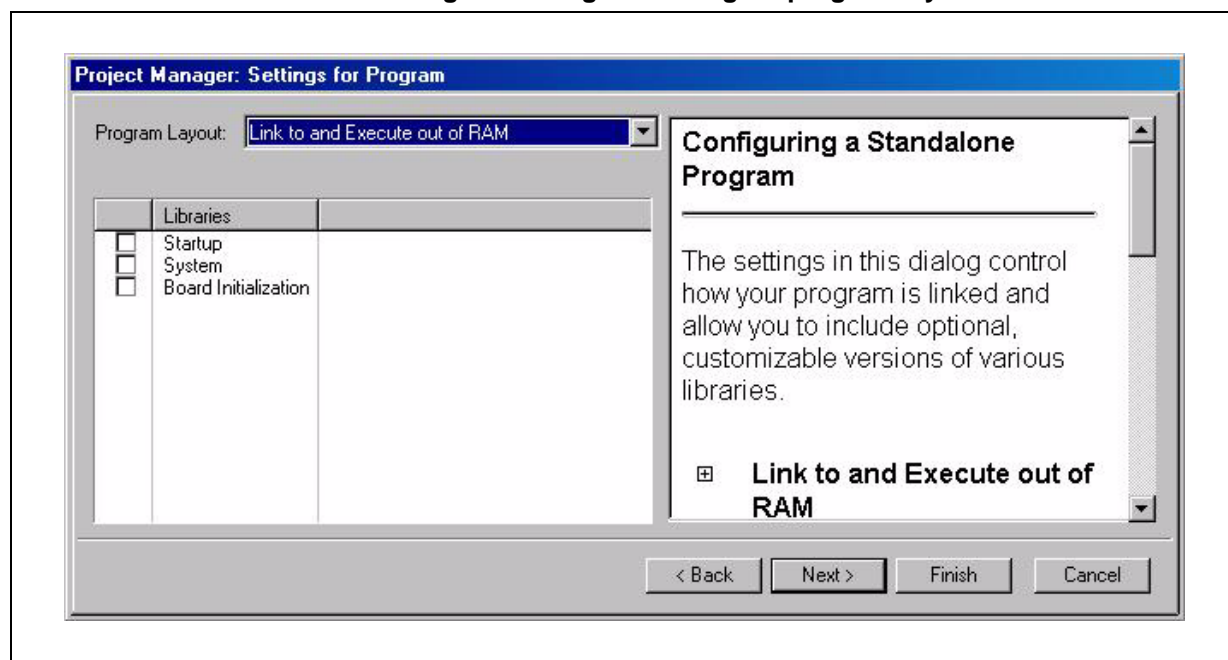 Project Manager: Settings for Program
Program Layout: Link to and Execute out of RAM
Libraries
Startup
System
Board Initialization
Configuring a Standalone
Program
The settings in this dialog control
how your program is linked and
allow you to include optional,
customizable versions of various
libraries.
Link to and Execute out of
RAM
< Back
Next >
Finish
Cancel